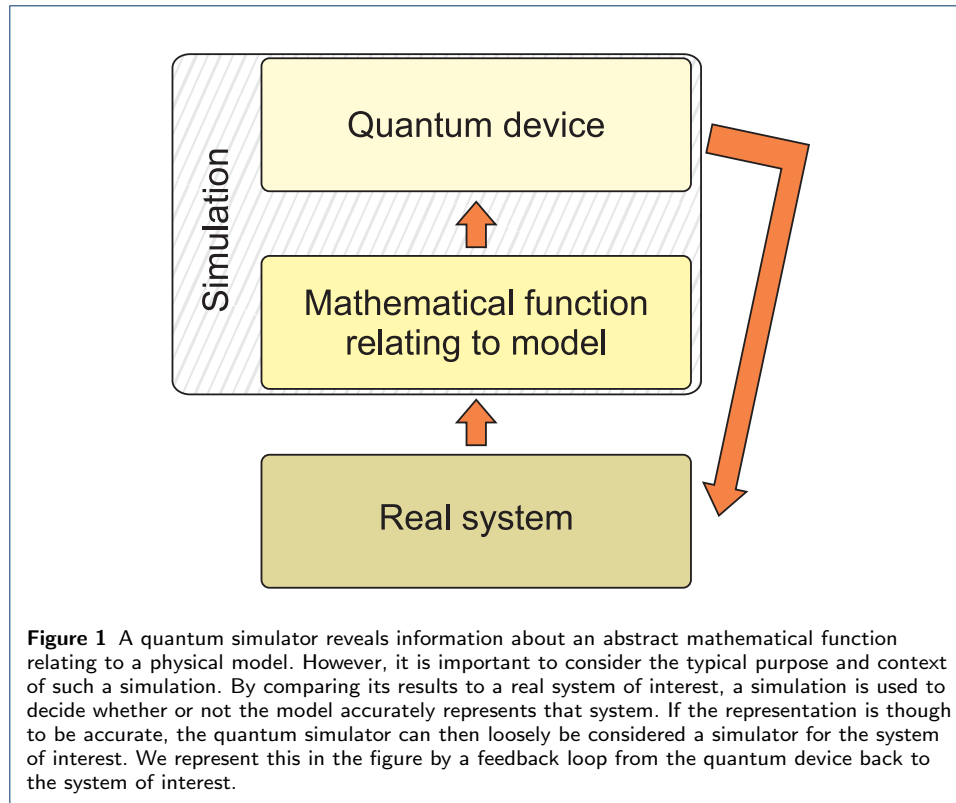 Quantum device
Simulation
Mathematical function
relating to model
Real system
Figure 1 A quantum simulator reveals information about an abstract mathematical function
relating to a physical model. However, it is important to consider the typical purpose and context
of such a simulation. By comparing its results to a real system of interest, a simulation is used to
decide whether or not the model accurately represents that system. If the representation is though
to be accurate, the quantum simulator can then loosely be considered a simulator for the system
of interest. We represent this in the figure by a feedback loop from the quantum device back to
the system of interest.